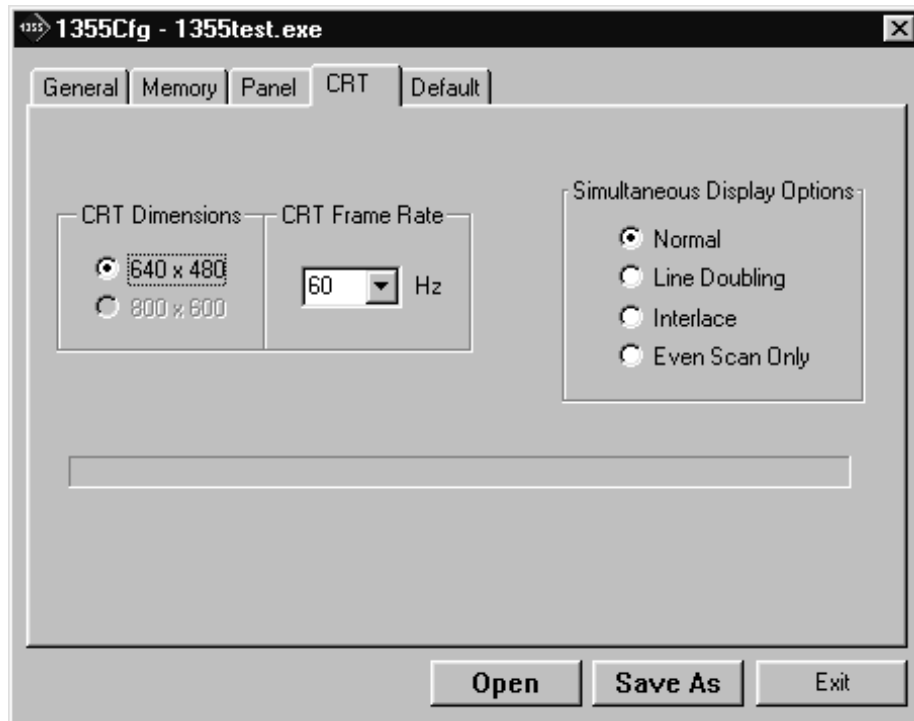 1355 1355Cfg - 1355test.exe
General Memory Panel CRT Default
CRT Dimensions
640 x 480
800 x 600
CRT Frame Rate
60 Hz
Simultaneous Display Options
Normal
Line Doubling
Interlace
Even Scan Only
Open Save As Exit